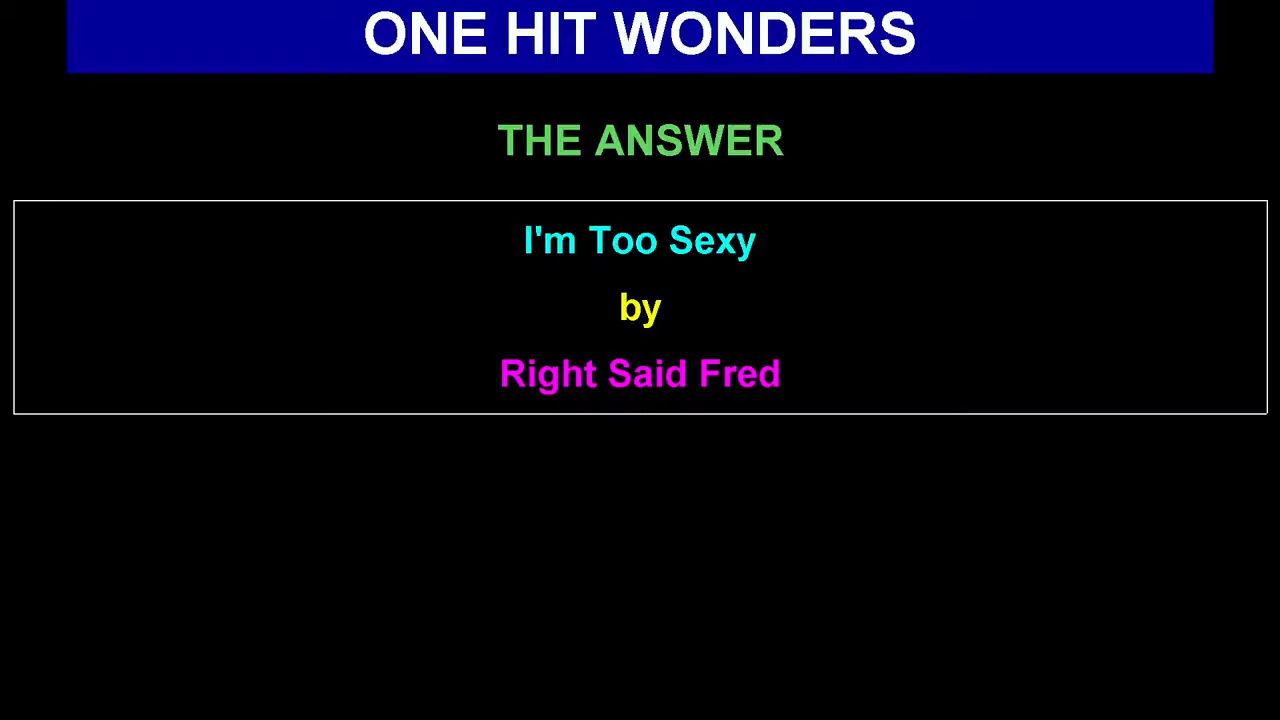 ONE HIT WONDERS
THE ANSWER
I'm Too Sexy
by
Right Said Fred